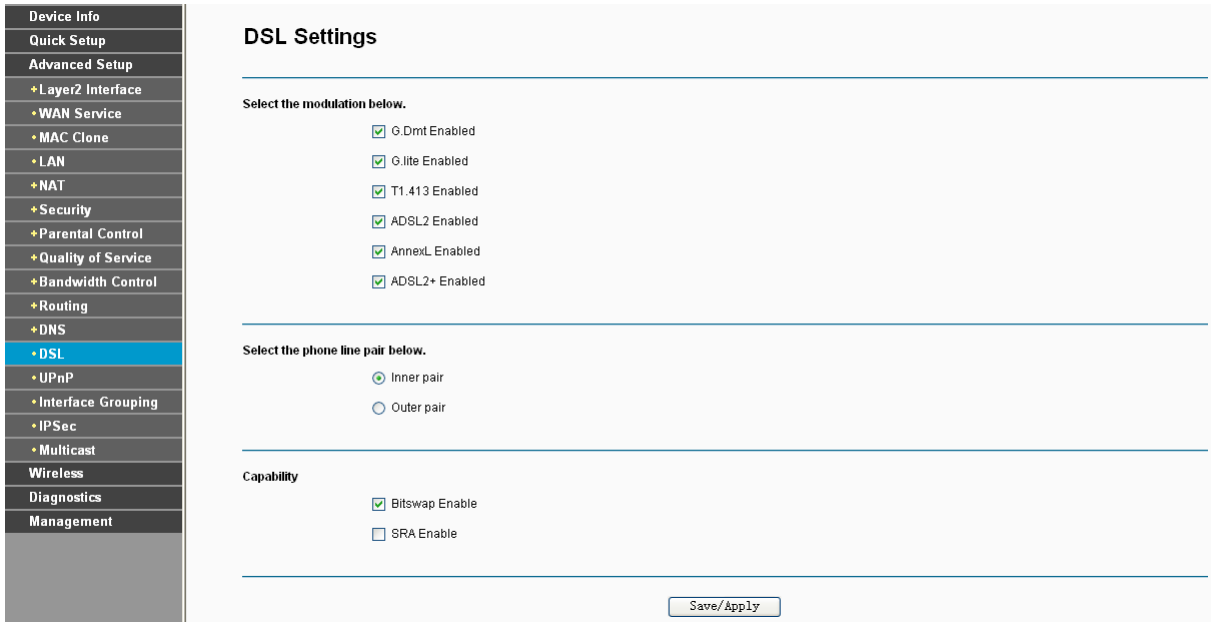 Device Info
Quick Setup
Advanced Setup
+Layer2 Interface
•WAN Service
•MAC Clone
•LAN
+NAT
+Security
+Parental Control
+Quality of Service
+Bandwidth Control
+Routing
+DNS
•DSL
•UPnP
•Interface Grouping
•IPSec
•Multicast
Wireless
Diagnostics
Management
DSL Settings
Select the modulation below.
G.Dmt Enabled
G.lite Enabled
T1.413 Enabled
ADSL2 Enabled
AnnexL Enabled
ADSL2+ Enabled
Select the phone line pair below.
Inner pair
Outer pair
Capability
Bitswap Enable
SRA Enable
Save/Apply